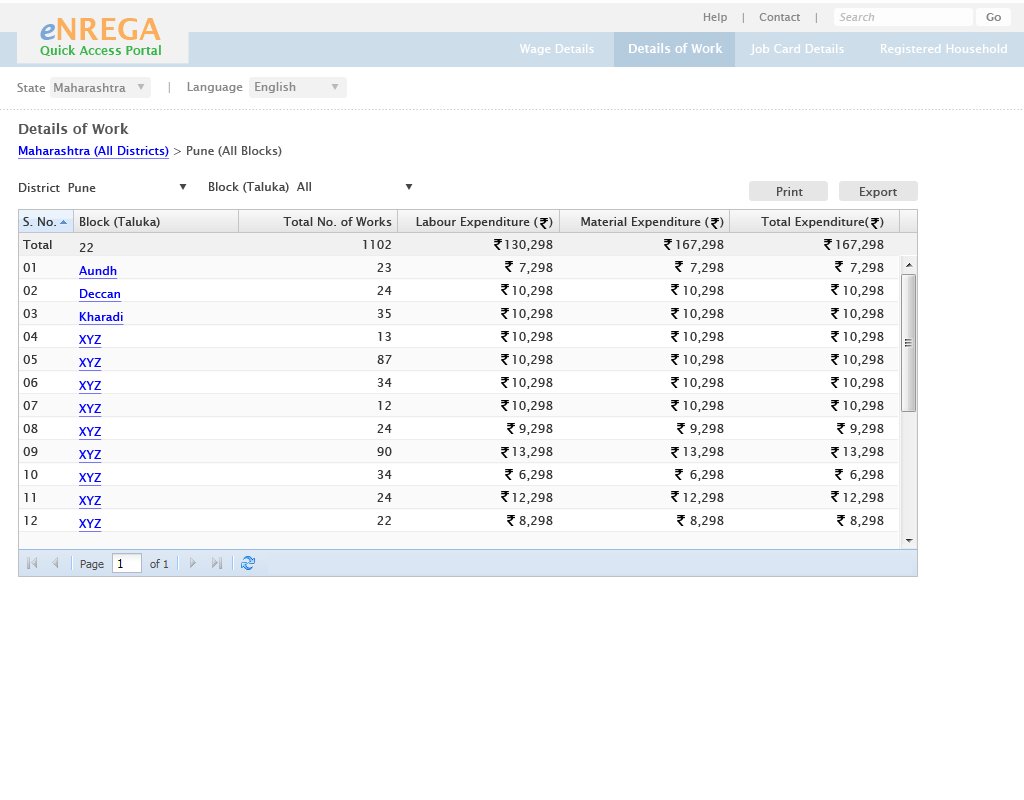 Help | Contact | Search Go
eNREGA
Quick Access Portal
Wage Details Details of Work Job Card Details Registered Household
State Maharashtra | Language English
Details of Work
Maharashtra (All Districts) > Pune (All Blocks)
District Pune Block (Taluka) All
Print Export
S. No. Block (Taluka) Total No. of Works Labour Expenditure (₹) Material Expenditure (₹) Total Expenditure(₹)
Total 22 1102 ₹130,298 ₹167,298 ₹167,298
01 Aundh 23 ₹ 7,298 ₹ 7,298 ₹ 7,298
02 Deccan 24 ₹10,298 ₹10,298 ₹10,298
03 Kharadi 35 ₹10,298 ₹10,298 ₹10,298
04 XYZ 13 ₹10,298 ₹10,298 ₹10,298
05 XYZ 87 ₹10,298 ₹10,298 ₹10,298
06 XYZ 34 ₹10,298 ₹10,298 ₹10,298
07 XYZ 12 ₹10,298 ₹10,298 ₹10,298
08 XYZ 24 ₹ 9,298 ₹ 9,298 ₹ 9,298
09 XYZ 90 ₹13,298 ₹13,298 ₹13,298
10 XYZ 34 ₹ 6,298 ₹ 6,298 ₹ 6,298
11 XYZ 24 ₹12,298 ₹12,298 ₹12,298
12 XYZ 22 ₹ 8,298 ₹ 8,298 ₹ 8,298
Page 1 of 1